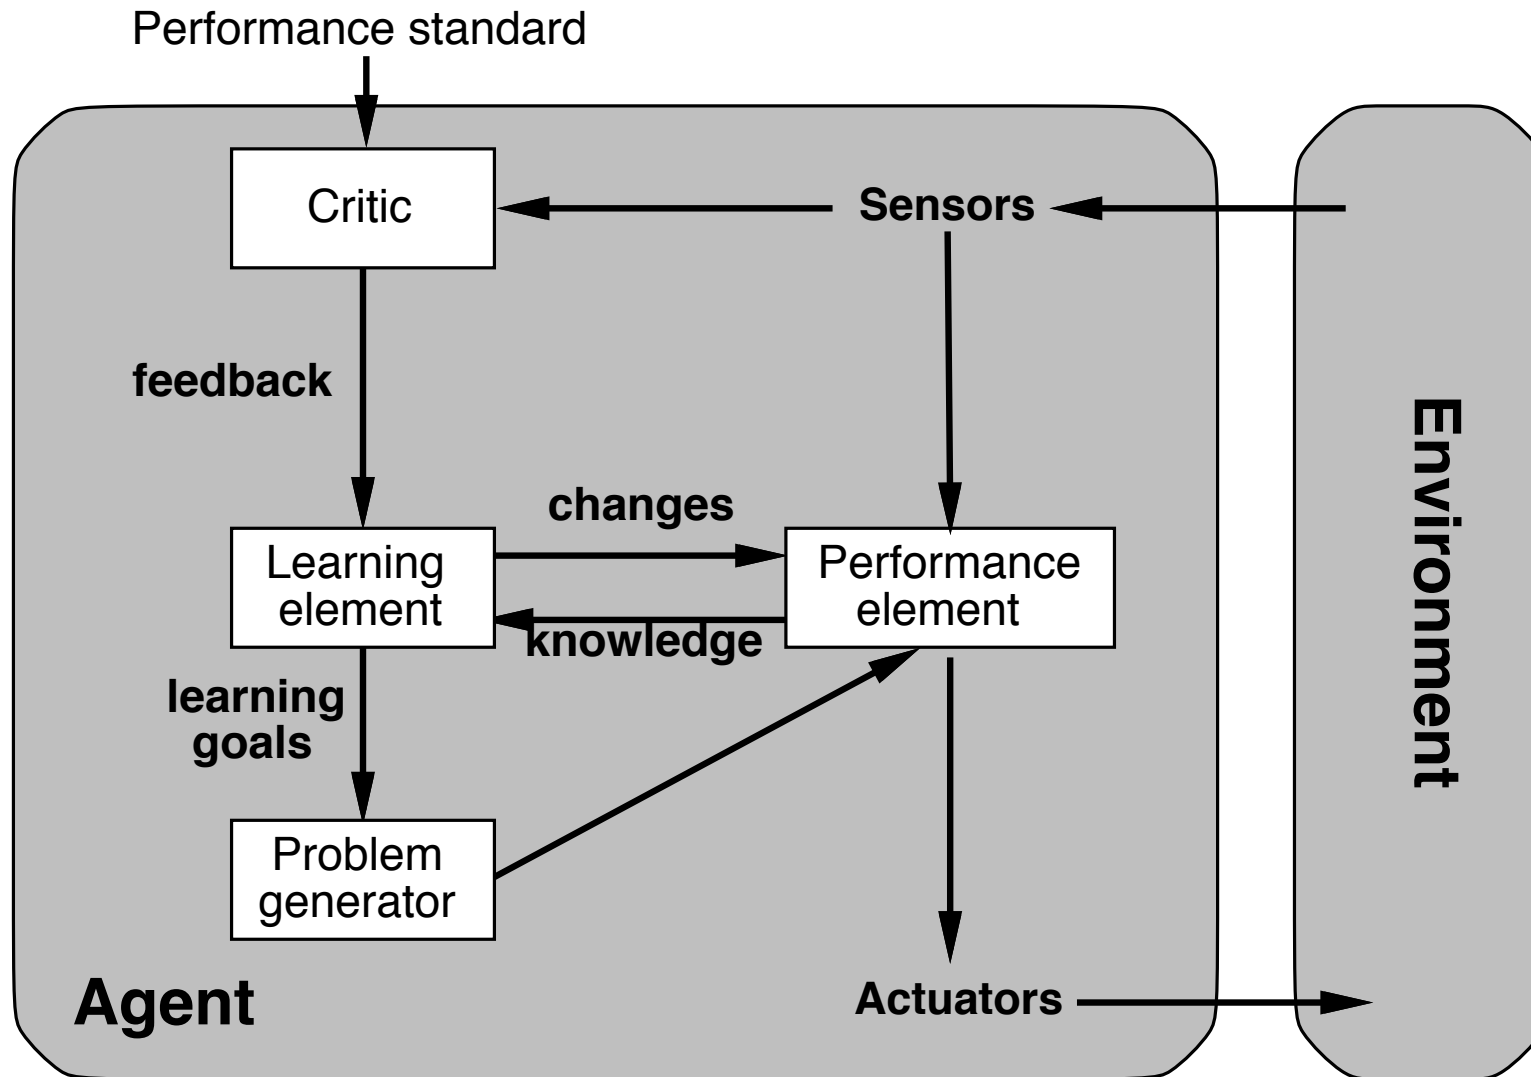 Performance standard
Critic
Sensors
feedback
changes
Learning
element
Performance
element
knowledge
learning
goals
Problem
generator
Agent
Actuators
Environment